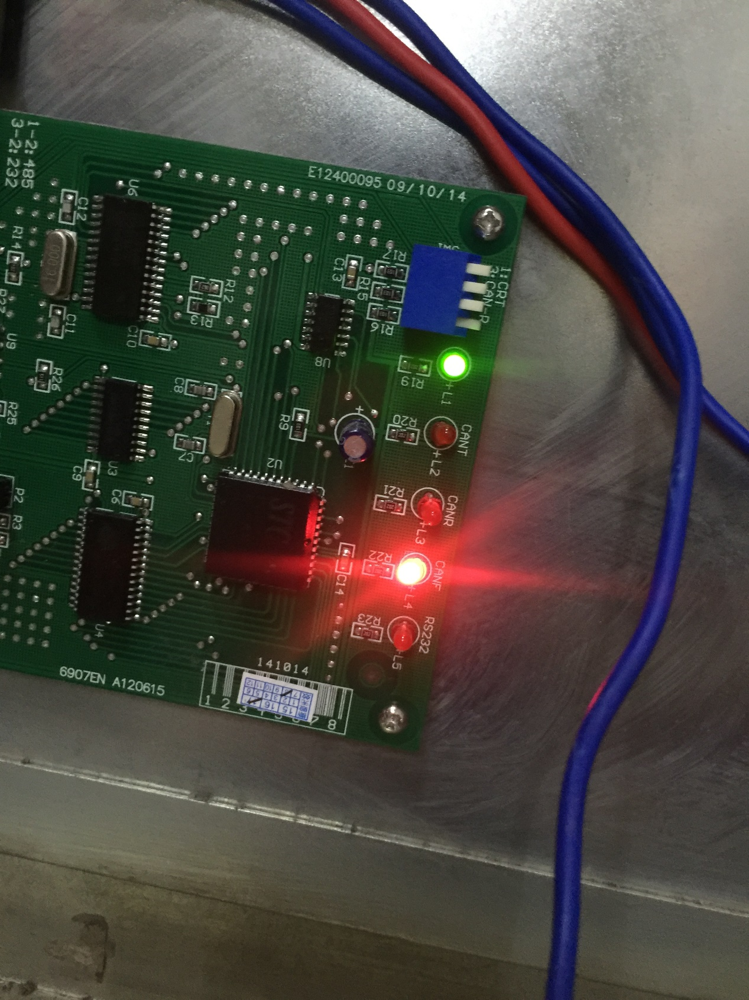 1-2:485
3-2:232
E12400095 09/10/14
U6
C12
R14
R17
C13
R15
R16
1:CRT
3:CAN-R
R12
R13
C11
C10
U9
U8
R19
+L1
R26
C8
R25
R9
+
R20
CANT
+L2
C7
U3
C9
U2
C6
R21
CANR
+L3
P2
R3
STC
R22
CANF
+L4
C14
R23
RS232
+L5
U4
6907EN A120615
141014
1 2 3 4 5 6 7 8